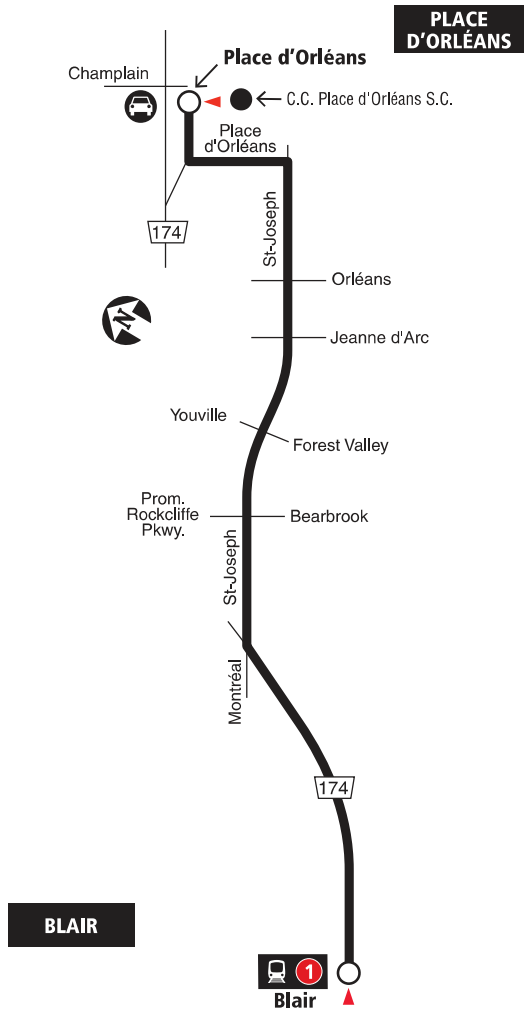 PLACE
D'ORLÉANS
Place d'Orléans
Champlain
C.C. Place d'Orléans S.C.
Place
d'Orléans
St-Joseph
174
Orléans
N
Jeanne d'Arc
Youville
Forest Valley
Prom.
Rockcliffe
Pkwy.
Bearbrook
St-Joseph
Montréal
174
BLAIR
1
Blair